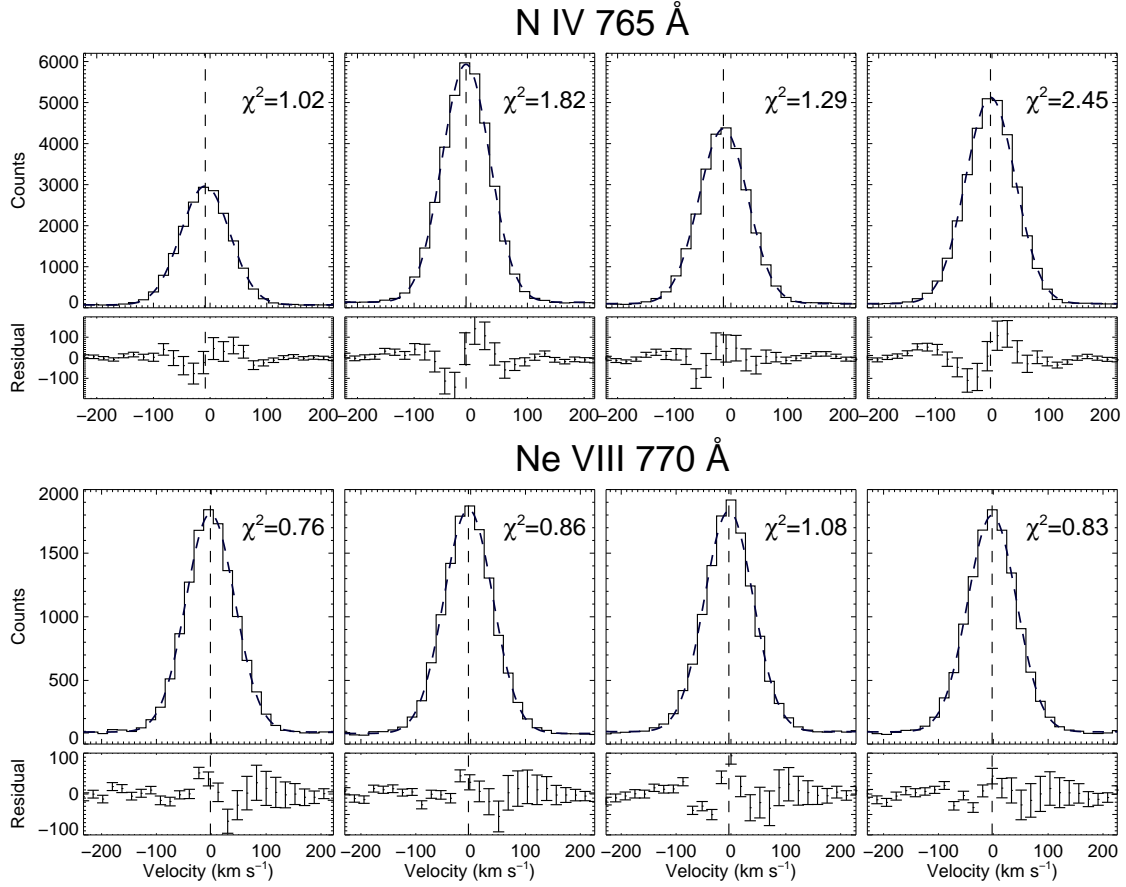 N IV 765 Å
χ²=1.02 χ²=1.82 χ²=1.29 χ²=2.45
6000
5000
4000
3000
2000
1000
0
Counts
100
0
−100
Residual
−200 −100 0 100 200 −200 −100 0 100 200 −200 −100 0 100 200 −200 −100 0 100 200
Ne VIII 770 Å
χ²=0.76 χ²=0.86 χ²=1.08 χ²=0.83
2000
1500
1000
500
0
Counts
100
0
−100
Residual
−200 −100 0 100 200 −200 −100 0 100 200 −200 −100 0 100 200 −200 −100 0 100 200
Velocity (km s⁻¹) Velocity (km s⁻¹) Velocity (km s⁻¹) Velocity (km s⁻¹)